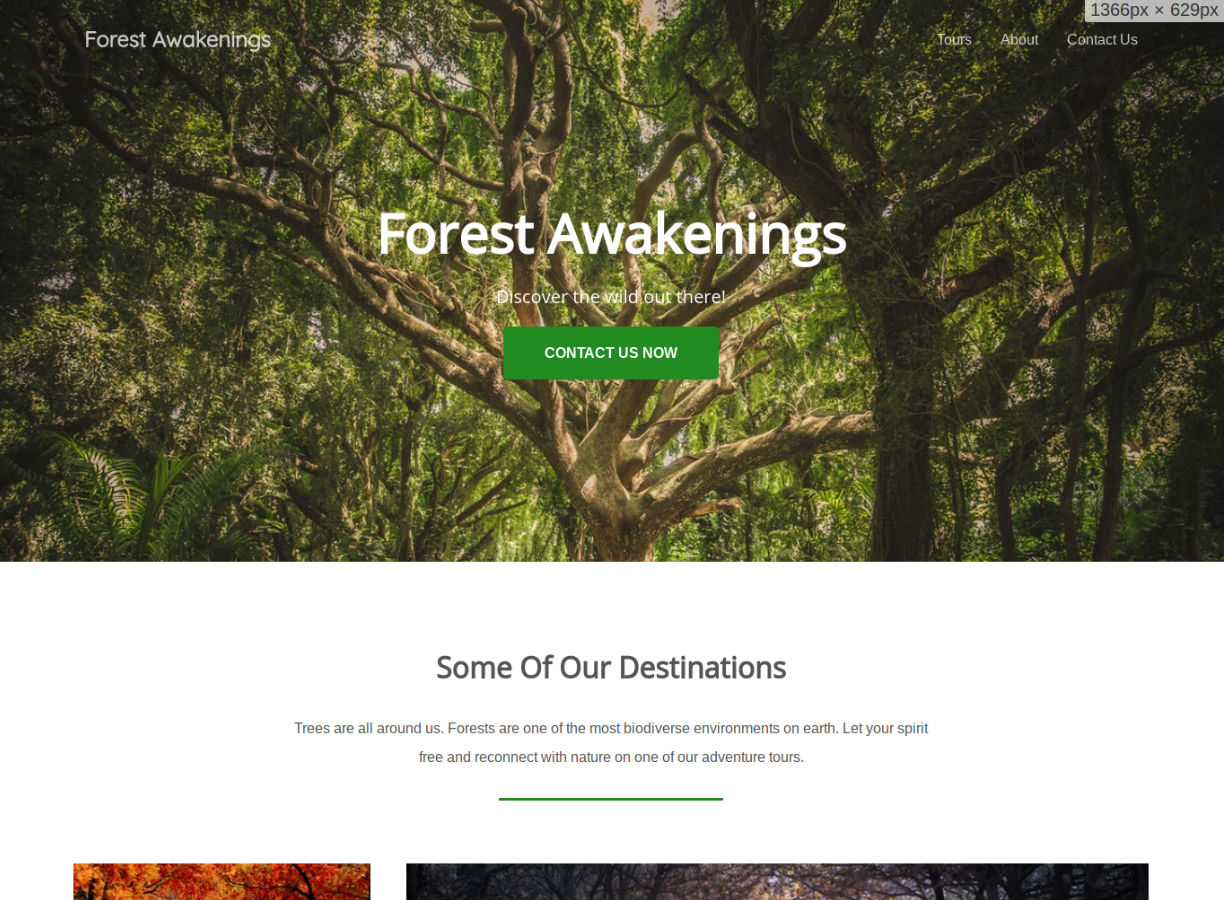 1366px × 629px
Forest Awakenings
Tours About Contact Us
Forest Awakenings
Discover the wild out there!
CONTACT US NOW
Some Of Our Destinations
Trees are all around us. Forests are one of the most biodiverse environments on earth. Let your spirit
free and reconnect with nature on one of our adventure tours.